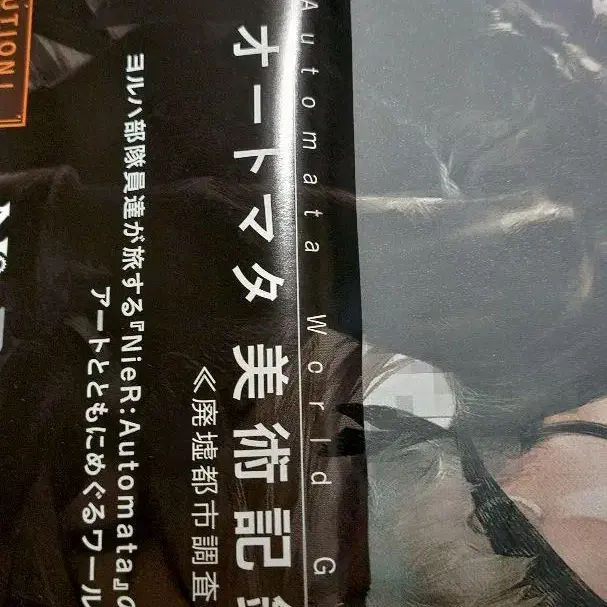 Automata World G
オートマタ 美術記
≪廃墟都市調査
ヨルハ部隊員達が旅する『NieR:Automata』の
アートとともにめぐるワール
UTION!